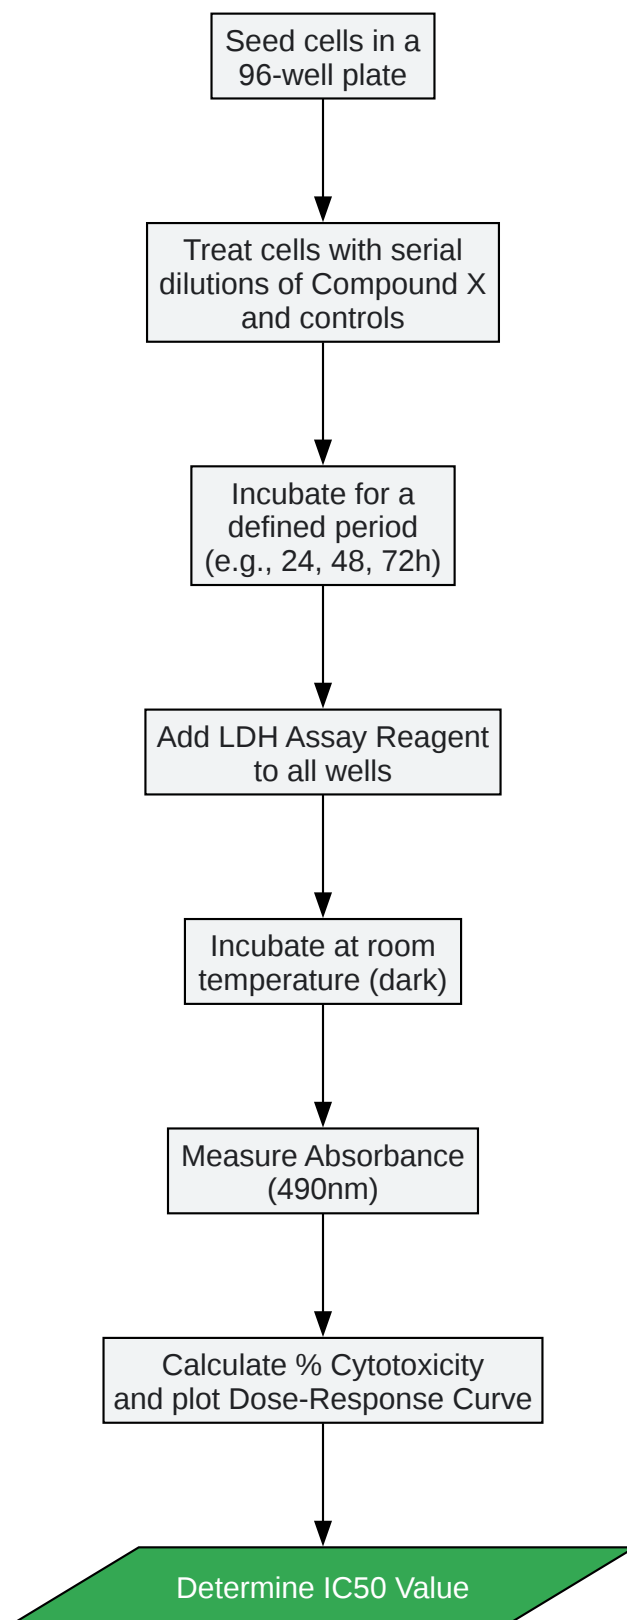 Seed cells in a
96-well plate
Treat cells with serial
dilutions of Compound X
and controls
Incubate for a
defined period
(e.g., 24, 48, 72h)
Add LDH Assay Reagent
to all wells
Incubate at room
temperature (dark)
Measure Absorbance
(490nm)
Calculate % Cytotoxicity
and plot Dose-Response Curve
Determine IC50 Value